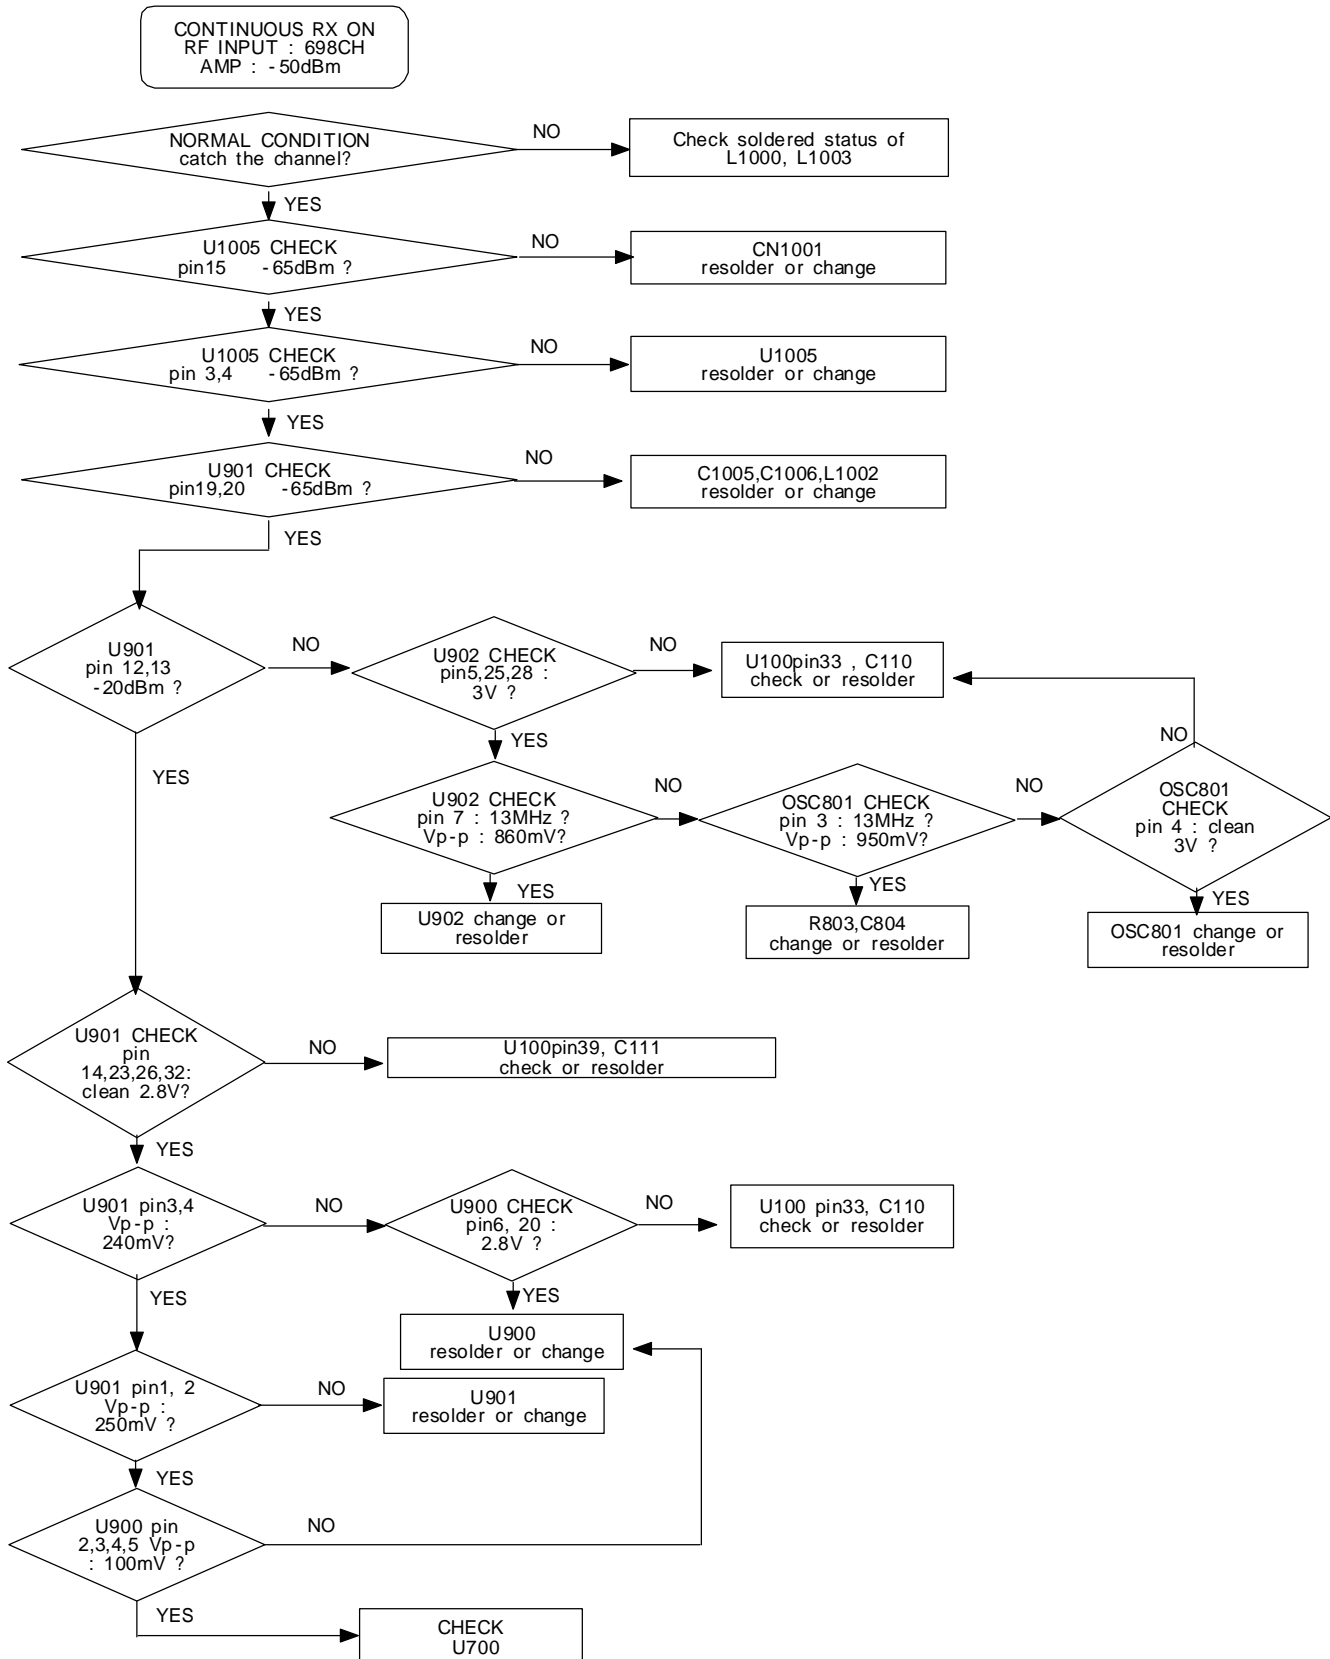 CONTINUOUS RX ON
RF INPUT : 698CH
AMP : -50dBm
NORMAL CONDITION
catch the channel?
NO
Check soldered status of
L1000, L1003
YES
U1005 CHECK
pin15 -65dBm ?
NO
CN1001
resolder or change
YES
U1005 CHECK
pin 3,4 -65dBm ?
NO
U1005
resolder or change
YES
U901 CHECK
pin19,20 -65dBm ?
NO
C1005,C1006,L1002
resolder or change
YES
U901
pin 12,13
-20dBm ?
NO
U902 CHECK
pin5,25,28 :
3V ?
NO
U100pin33 , C110
check or resolder
YES
YES
U902 CHECK
pin 7 : 13MHz ?
Vp-p : 860mV?
NO
OSC801 CHECK
pin 3 : 13MHz ?
Vp-p : 950mV?
NO
OSC801
CHECK
pin 4 : clean
3V ?
NO
YES
U902 change or
resolder
YES
R803,C804
change or resolder
YES
OSC801 change or
resolder
U901 CHECK
pin
14,23,26,32:
clean 2.8V?
NO
U100pin39, C111
check or resolder
YES
U901 pin3,4
Vp-p :
240mV?
NO
U900 CHECK
pin6, 20 :
2.8V ?
NO
U100 pin33, C110
check or resolder
YES
YES
U900
resolder or change
U901 pin1, 2
Vp-p :
250mV ?
NO
U901
resolder or change
YES
U900 pin
2,3,4,5 Vp-p
: 100mV ?
NO
YES
CHECK
U700